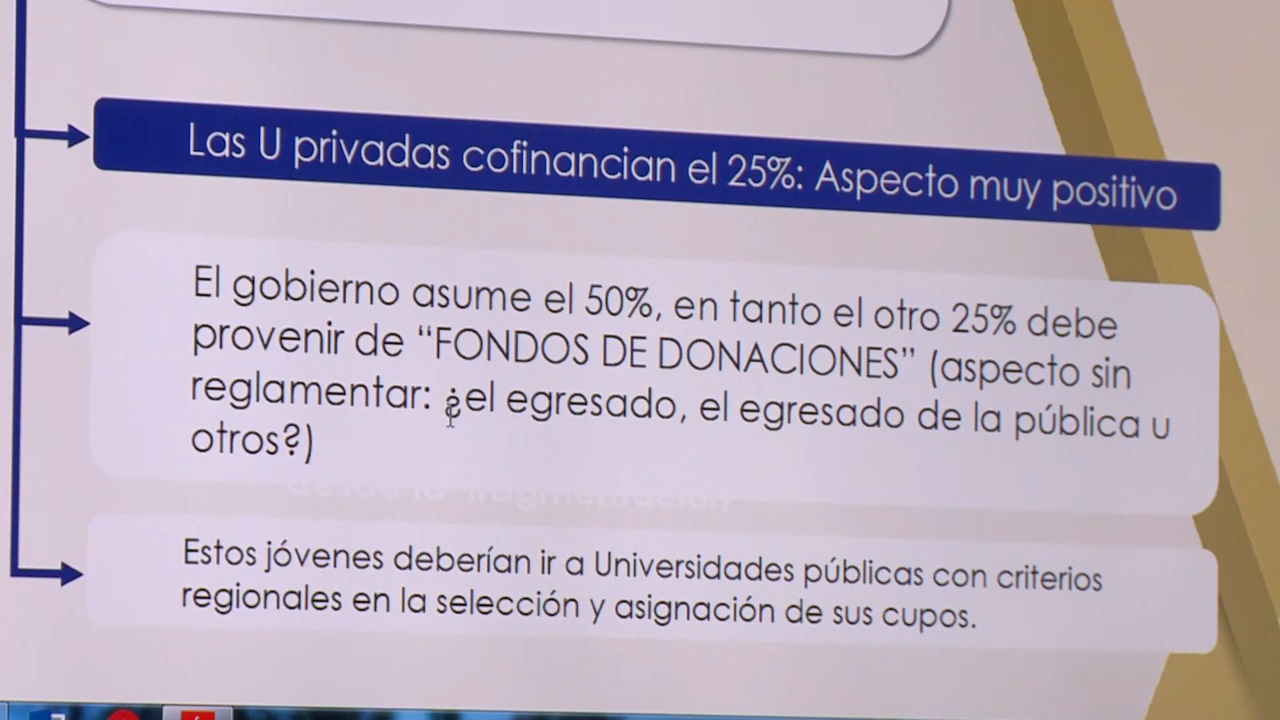 Las U privadas cofinancian el 25%: Aspecto muy positivo
El gobierno asume el 50%, en tanto el otro 25% debe
provenir de “FONDOS DE DONACIONES” (aspecto sin
reglamentar: ¿el egresado, el egresado de la pública u
otros?)
Estos jóvenes deberían ir a Universidades públicas con criterios
regionales en la selección y asignación de sus cupos.